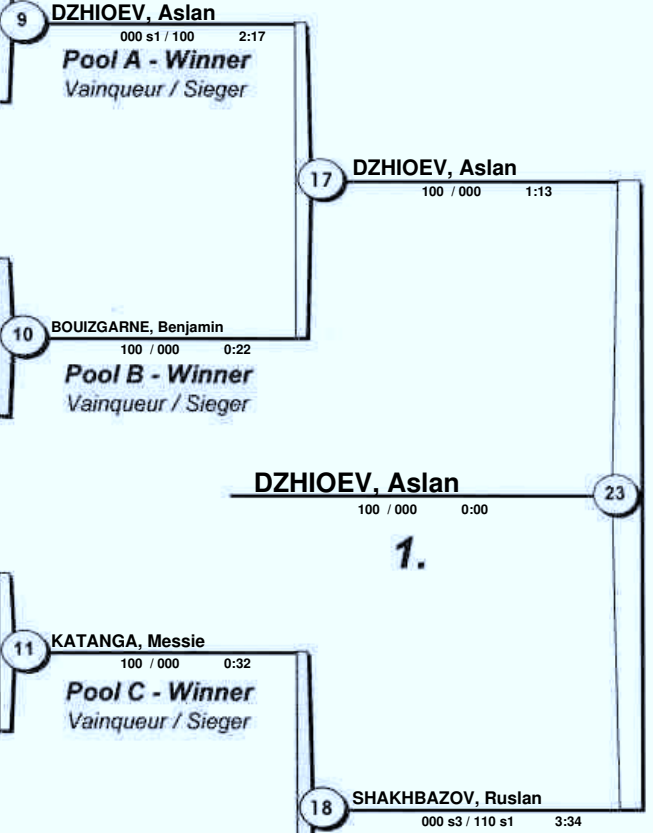 9 DZHIOEV, Aslan
000 s1 / 100 2:17
Pool A - Winner
Vainqueur / Sieger
17 DZHIOEV, Aslan
100 / 000 1:13
10 BOUIZGARNE, Benjamin
100 / 000 0:22
Pool B - Winner
Vainqueur / Sieger
DZHIOEV, Aslan 23
100 / 000 0:00
1.
11 KATANGA, Messie
100 / 000 0:32
Pool C - Winner
Vainqueur / Sieger
18 SHAKHBAZOV, Ruslan
000 s3 / 110 s1 3:34